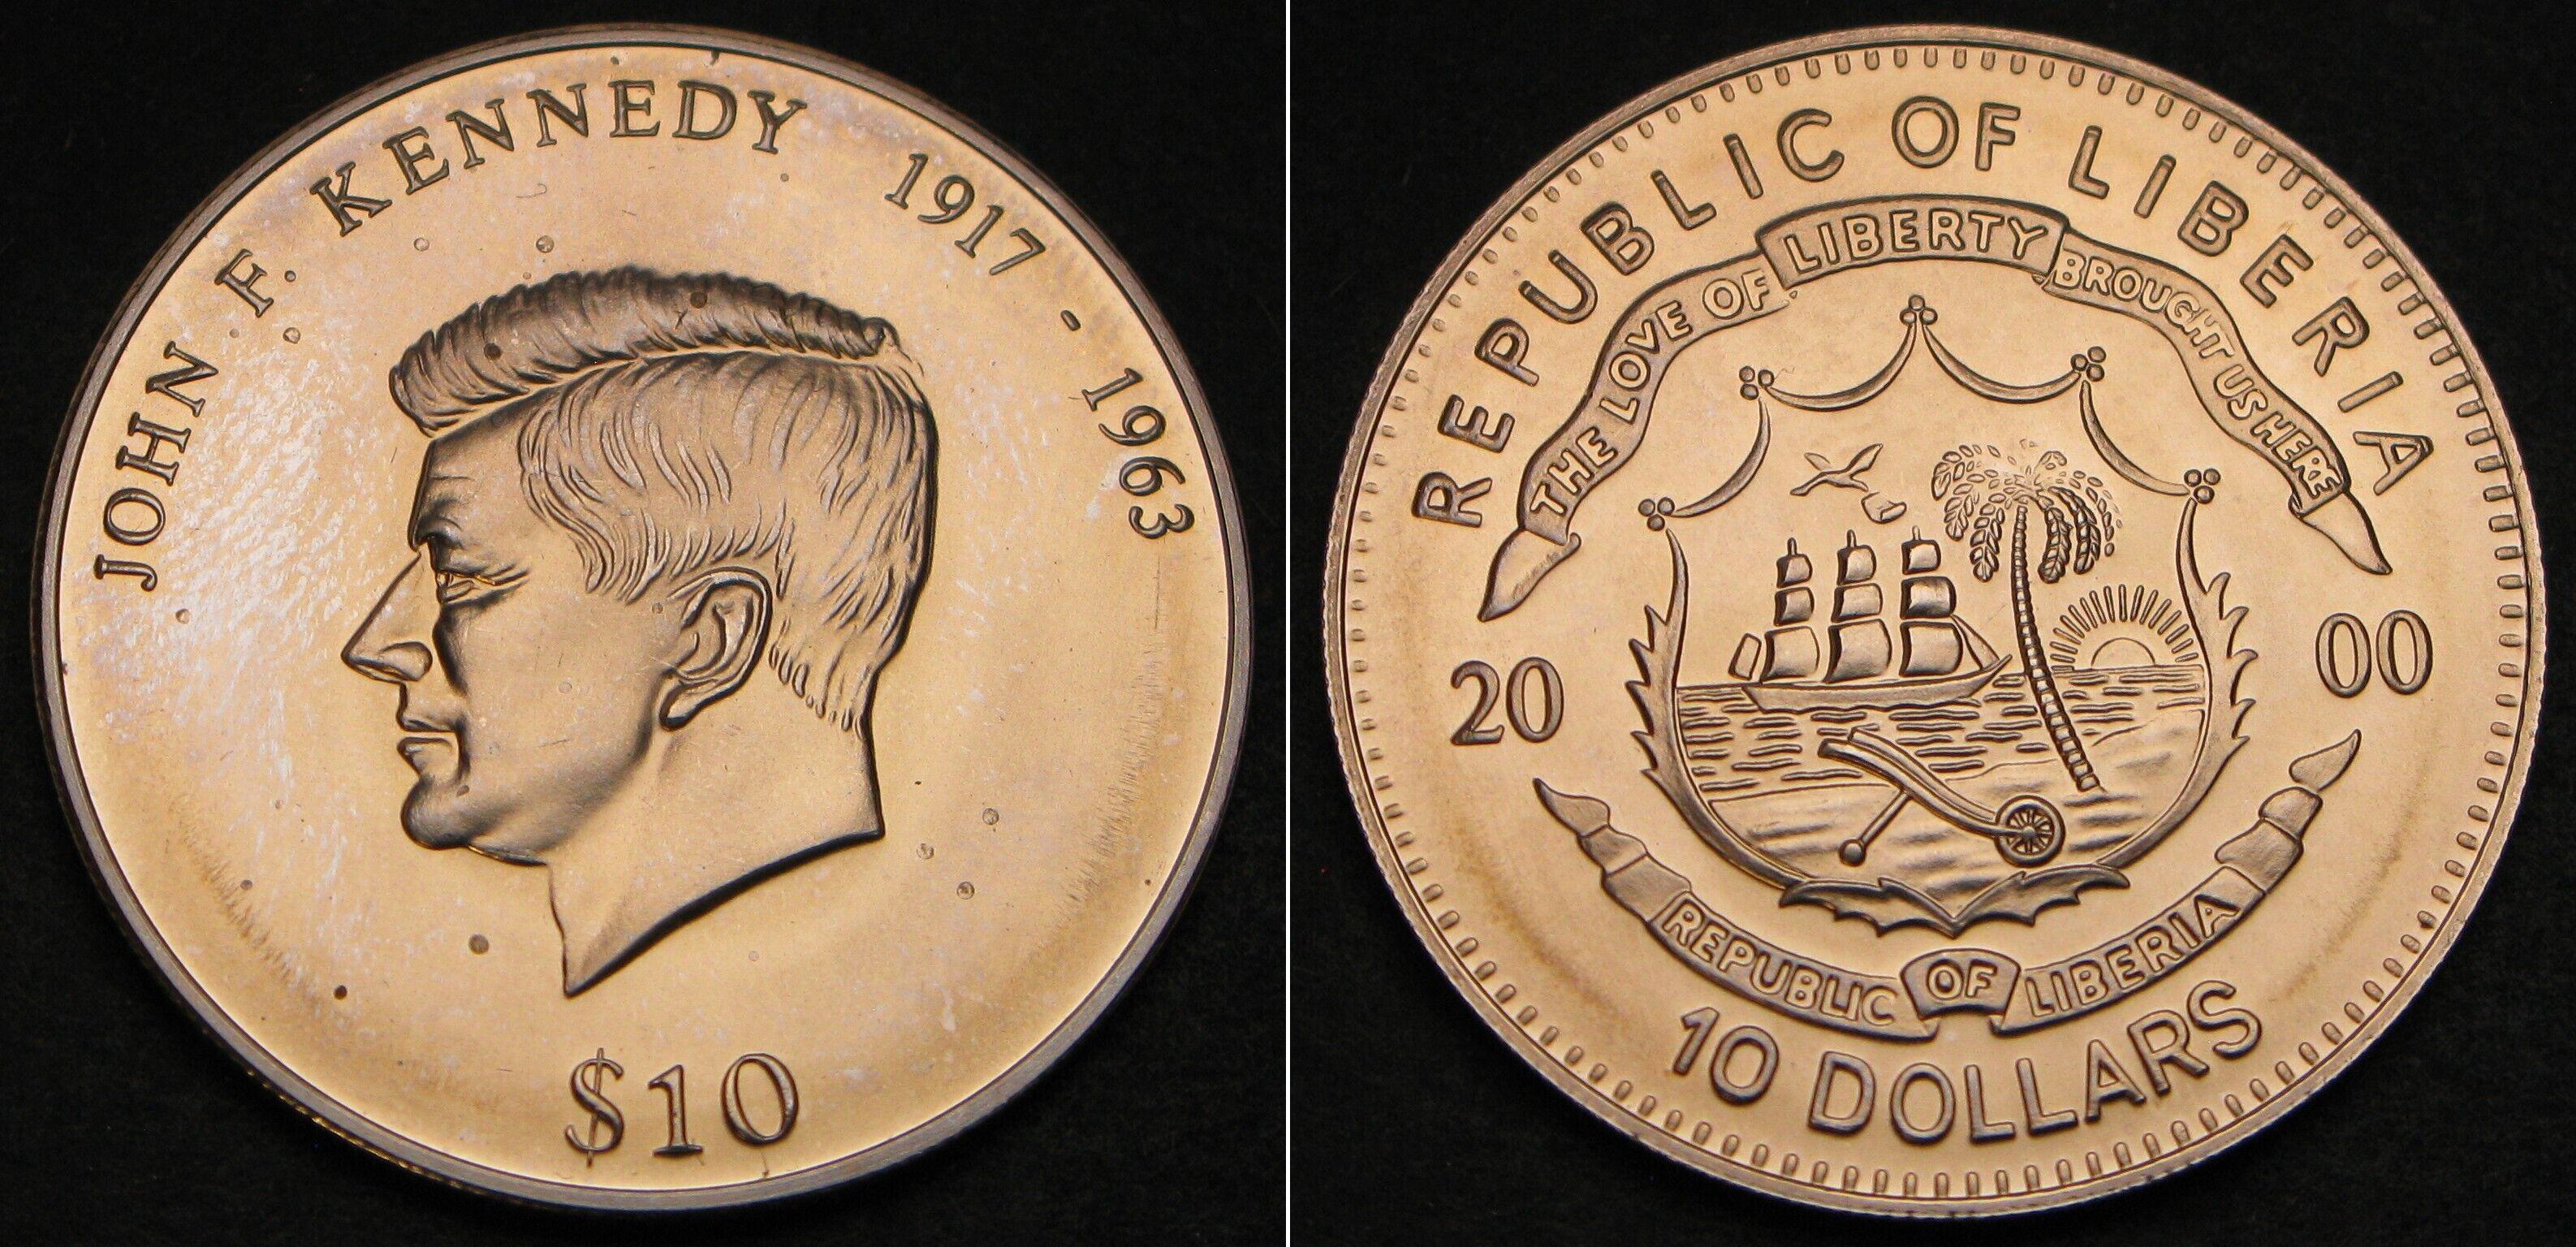 JOHN F. KENNEDY 1917 - 1963
$10
REPUBLIC OF LIBERIA
THE LOVE OF LIBERTY BROUGHT US HERE
20 00
REPUBLIC OF LIBERIA
10 DOLLARS